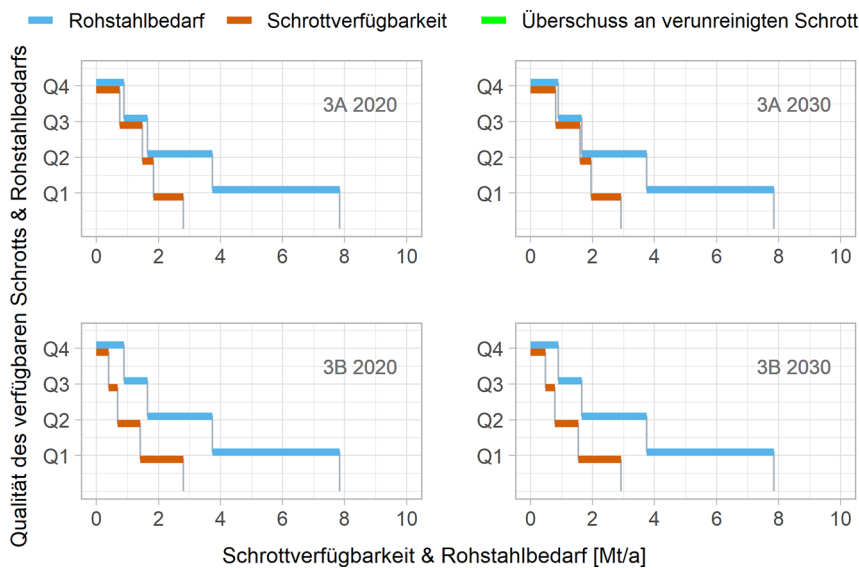 Rohstahlbedarf Schrottverfügbarkeit Überschuss an verunreinigten Schrott
Qualität des verfügbaren Schrotts & Rohstahlbedarfs
Q4
Q3
Q2
Q1
3A 2020
0 2 4 6 8 10
Q4
Q3
Q2
Q1
3A 2030
0 2 4 6 8 10
Q4
Q3
Q2
Q1
3B 2020
0 2 4 6 8 10
Q4
Q3
Q2
Q1
3B 2030
0 2 4 6 8 10
Schrottverfügbarkeit & Rohstahlbedarf [Mt/a]